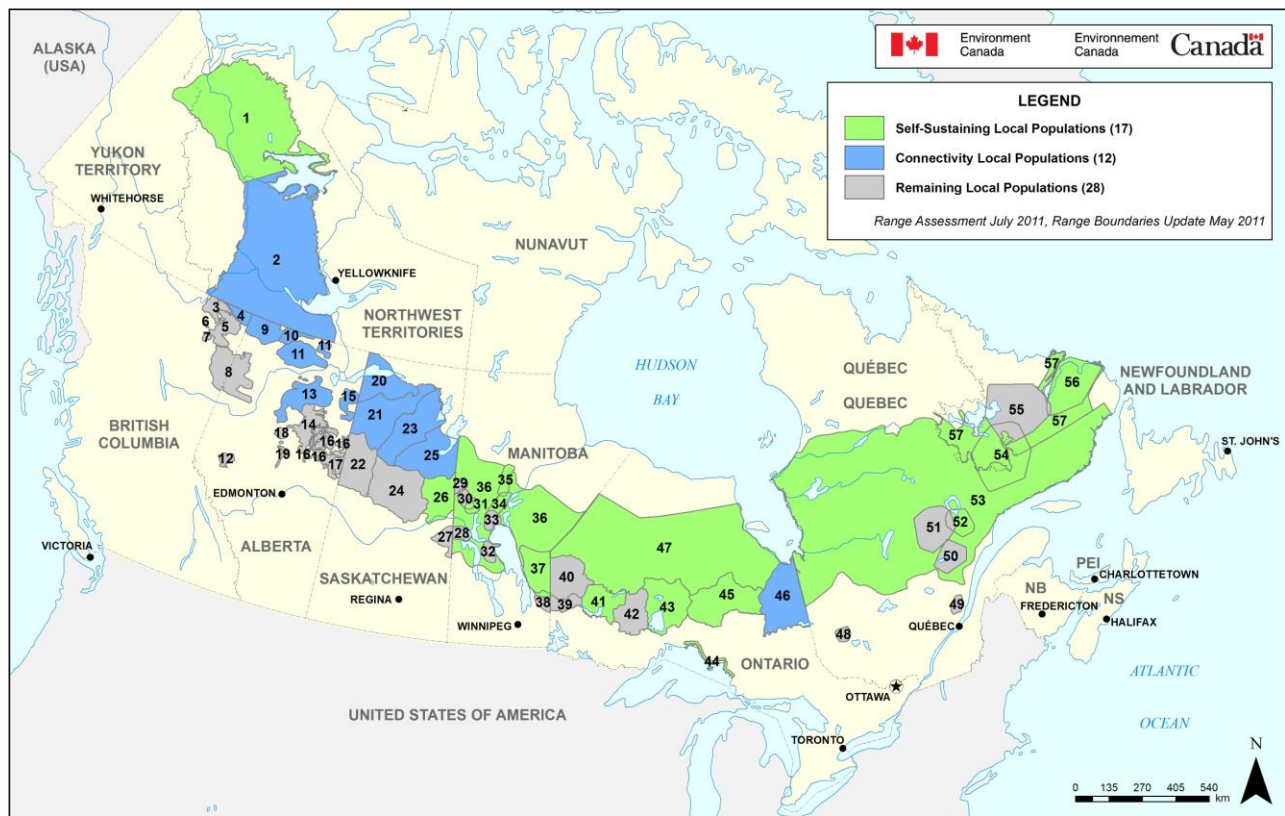 ALASKA
(USA)
Environment
Canada
Environnement
Canada
Canada
LEGEND
Self-Sustaining Local Populations (17)
Connectivity Local Populations (12)
Remaining Local Populations (28)
Range Assessment July 2011, Range Boundaries Update May 2011
1
YUKON
TERRITORY
WHITEHORSE
NUNAVUT
2
YELLOWKNIFE
NORTHWEST
TERRITORIES
3
4
5
6
7
8
9
10
11
11
HUDSON
BAY
QUÉBEC
QUEBEC
NEWFOUNDLAND
AND LABRADOR
57
56
55
57
57
54
ST. JOHN'S
BRITISH
COLUMBIA
13
15
20
21
23
25
14
18
19
16
16
16
16
17
22
24
12
EDMONTON
MANITOBA
29
36
35
30
31
34
26
33
27
28
32
36
37
47
53
52
51
50
VICTORIA
ALBERTA
SASKATCHEWAN
REGINA
WINNIPEG
40
38
39
41
42
43
45
46
PEI
CHARLOTTETOWN
NB
FREDERICTON
NS
HALIFAX
49
QUÉBEC
48
44
ONTARIO
OTTAWA
ATLANTIC
OCEAN
UNITED STATES OF AMERICA
TORONTO
N
0 135 270 405 540
km